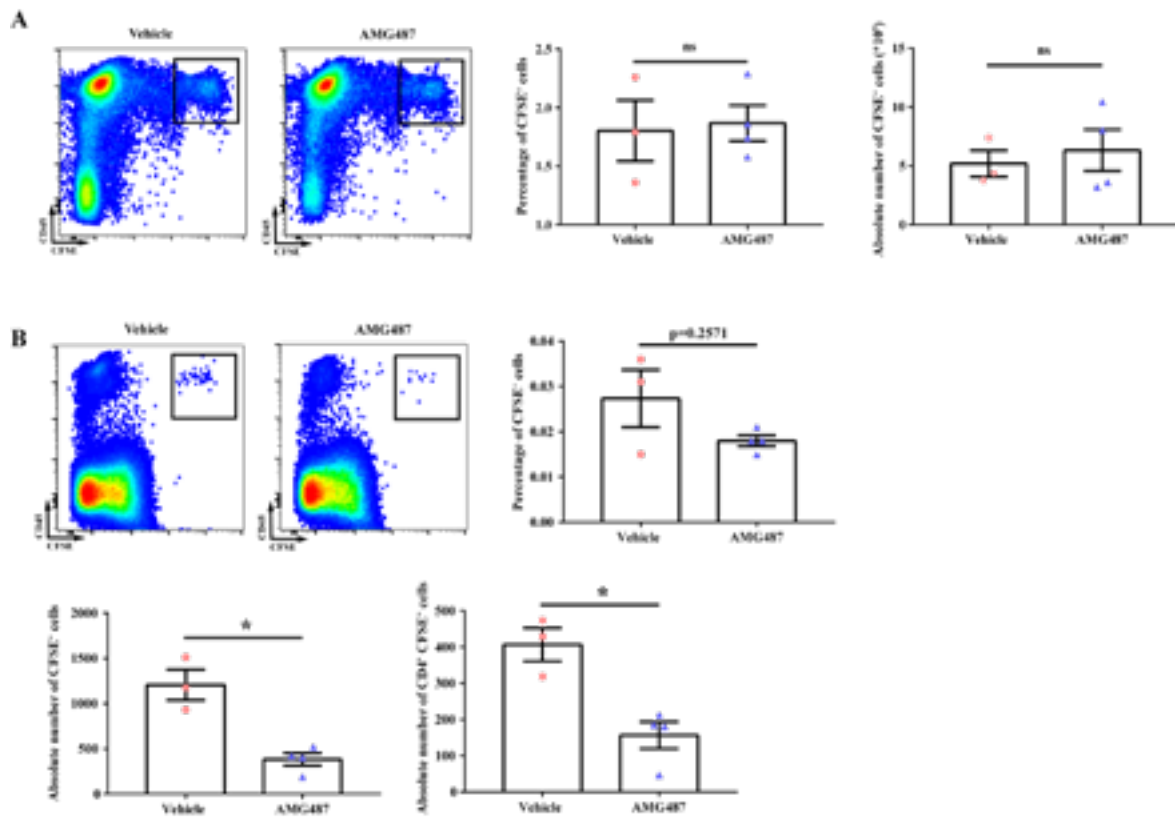 A
Vehicle
AMG487
CD45
CFSE
CD45
CFSE
Percentage of CFSE⁺ cells
2.5
2.0
1.5
1.0
ns
Vehicle
AMG487
Absolute number of CFSE⁺ cells
15
10
5
0
ns
Vehicle
AMG487
B
Vehicle
AMG487
CD45
CFSE
CD45
CFSE
Percentage of CFSE⁺ cells
0.04
0.03
0.02
0.01
0.00
p=0.2571
Vehicle
AMG487
Absolute number of CFSE⁺ cells
2000
1500
1000
500
0
*
Vehicle
AMG487
Absolute number of CD4⁺ CFSE⁺ cells
500
400
300
200
100
0
*
Vehicle
AMG487